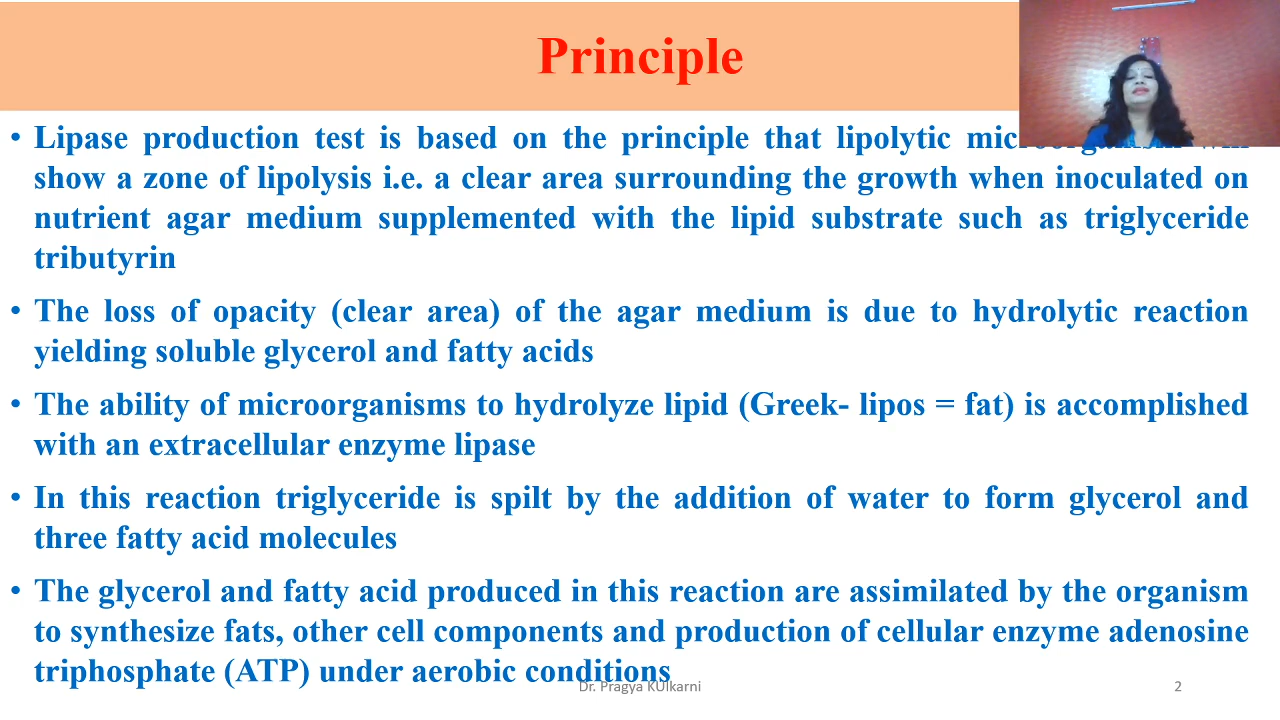 Principle
• Lipase production test is based on the principle that lipolytic
show a zone of lipolysis i.e. a clear area surrounding the growth when inoculated on
nutrient agar medium supplemented with the lipid substrate such as triglyceride
tributyrin
• The loss of opacity (clear area) of the agar medium is due to hydrolytic reaction
yielding soluble glycerol and fatty acids
• The ability of microorganisms to hydrolyze lipid (Greek- lipos = fat) is accomplished
with an extracellular enzyme lipase
• In this reaction triglyceride is spilt by the addition of water to form glycerol and
three fatty acid molecules
• The glycerol and fatty acid produced in this reaction are assimilated by the organism
to synthesize fats, other cell components and production of cellular enzyme adenosine
triphosphate (ATP) under aerobic conditions
Dr. Pragya KUlkarni
2